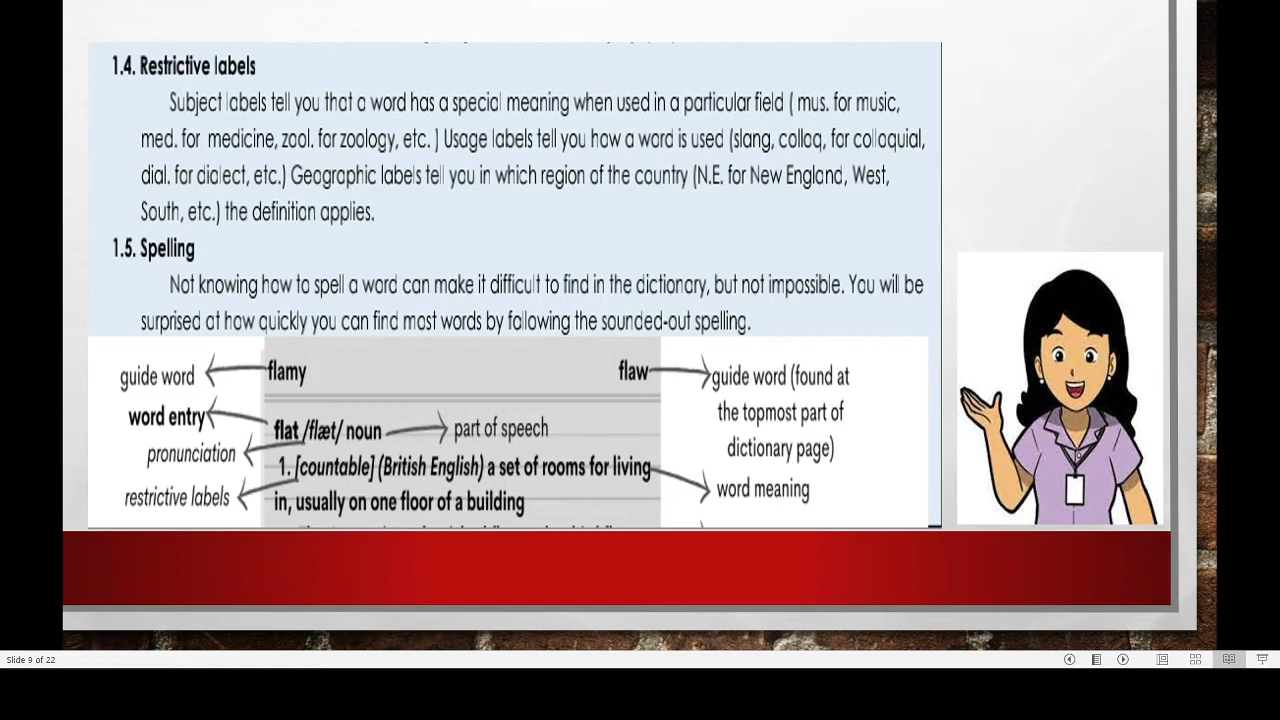 1.4. Restrictive labels
Subject labels tell you that a word has a special meaning when used in a particular field ( mus. for music,
med. for medicine, zool. for zoology, etc. ) Usage labels tell you how a word is used (slang, colloq, for colloquial,
dial. for dialect, etc.) Geographic labels tell you in which region of the country (N.E. for New England, West,
South, etc.) the definition applies.
1.5. Spelling
Not knowing how to spell a word can make it difficult to find in the dictionary, but not impossible. You will be
surprised at how quickly you can find most words by following the sounded-out spelling.
guide word
flamy
flaw
guide word (found at
the topmost part of
dictionary page)
word entry
flat /flæt/ noun
part of speech
pronunciation
1. [countable] (British English) a set of rooms for living
in, usually on one floor of a building
restrictive labels
word meaning
Slide 9 of 22